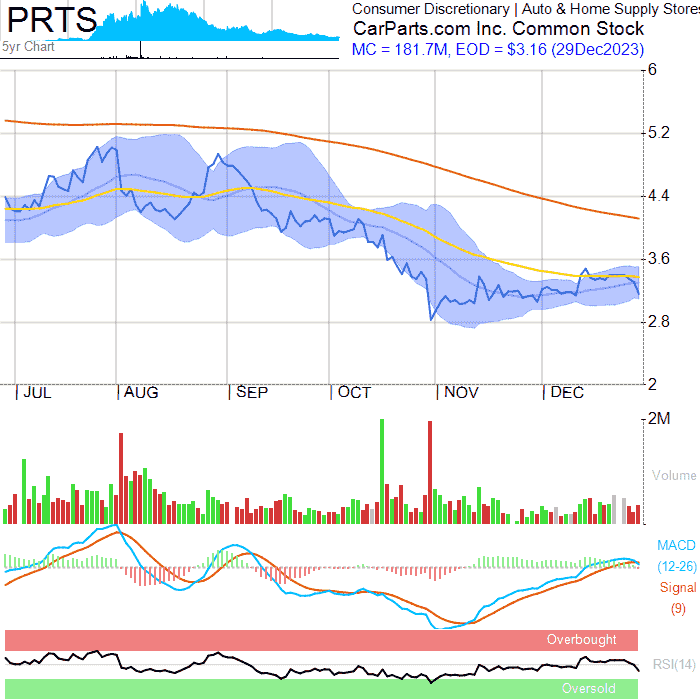 PRTS
5yr Chart
Consumer Discretionary | Auto & Home Supply Stores
CarParts.com Inc. Common Stock
MC = 181.7M, EOD = $3.16 (29Dec2023)
6
5.2
4.4
3.6
2.8
2
JUL AUG SEP OCT NOV DEC
2M
Volume
MACD
(12-26)
Signal
(9)
Overbought
RSI(14)
Oversold